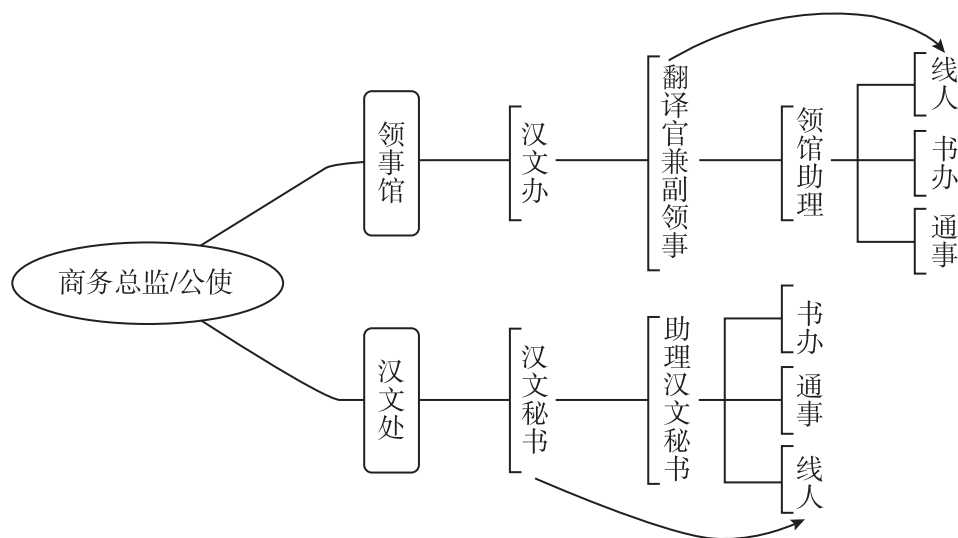 商务总监/公使
领事馆
汉文办
翻译官兼副领事
领馆助理
线人
书办
通事
汉文处
汉文秘书
助理汉文秘书
书办
通事
线人